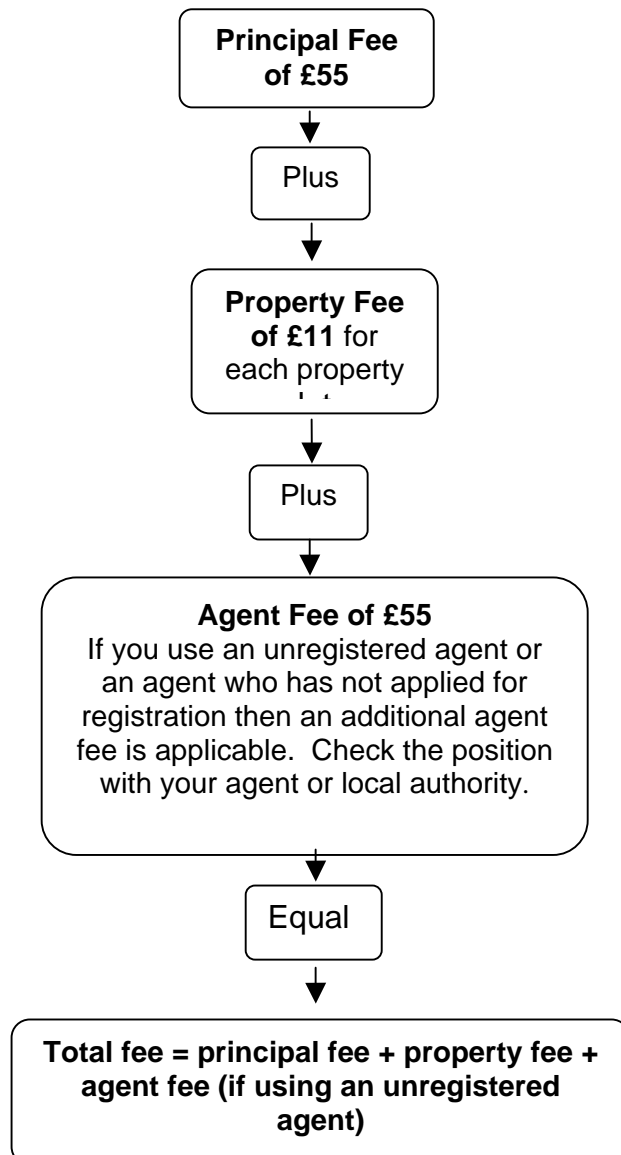 Principal Fee
of £55
Plus
Property Fee
of £11 for
each property
Plus
Agent Fee of £55
If you use an unregistered agent or
an agent who has not applied for
registration then an additional agent
fee is applicable.  Check the position
with your agent or local authority.
Equal
Total fee = principal fee + property fee +
agent fee (if using an unregistered
agent)